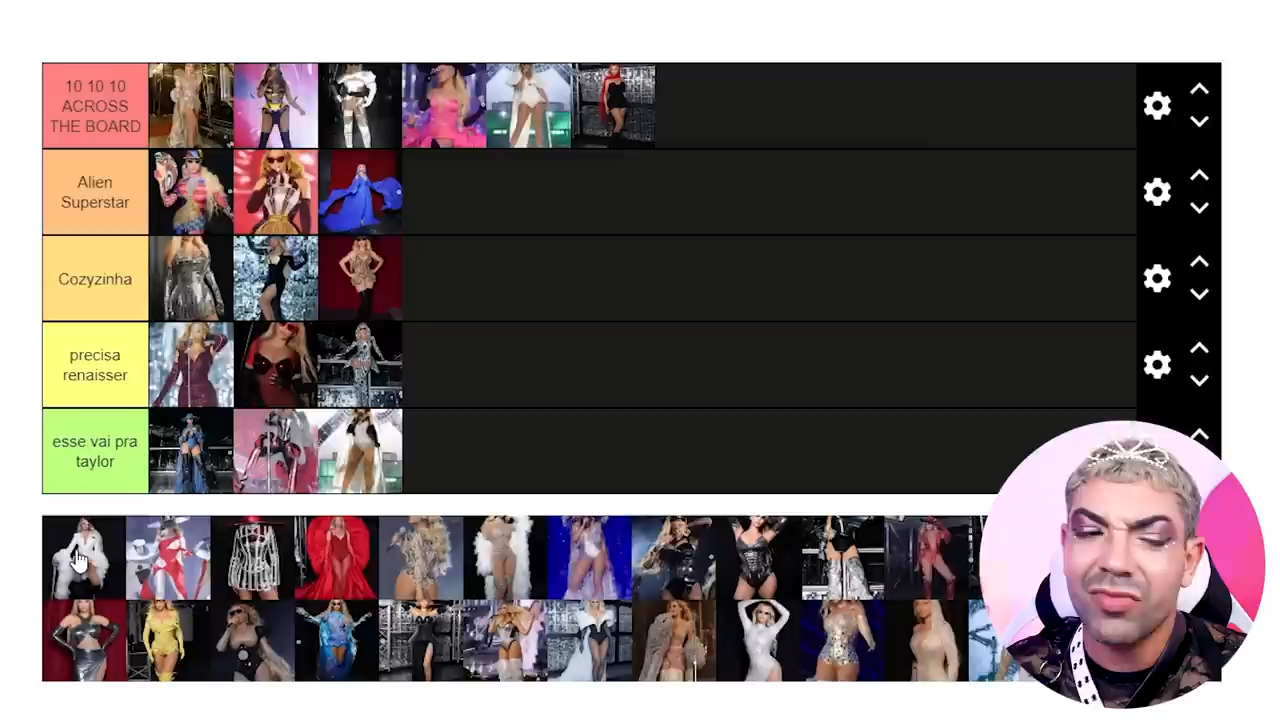 10 10 10
ACROSS
THE BOARD
Alien
Superstar
Cozyzinha
precisa
renaisser
esse vai pra
taylor